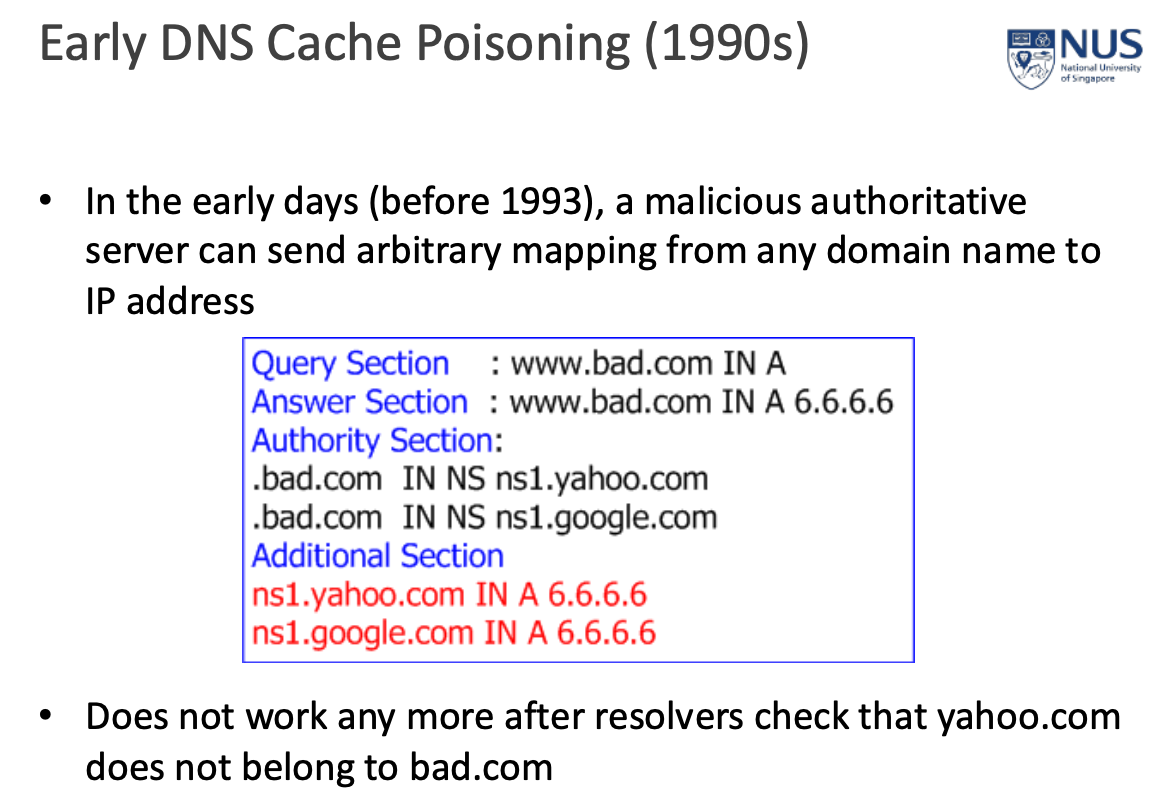 Early DNS Cache Poisoning (1990s)
NUS
National University
of Singapore
• In the early days (before 1993), a malicious authoritative
server can send arbitrary mapping from any domain name to
IP address
Query Section : www.bad.com IN A
Answer Section : www.bad.com IN A 6.6.6.6
Authority Section:
.bad.com IN NS ns1.yahoo.com
.bad.com IN NS ns1.google.com
Additional Section
ns1.yahoo.com IN A 6.6.6.6
ns1.google.com IN A 6.6.6.6
• Does not work any more after resolvers check that yahoo.com
does not belong to bad.com